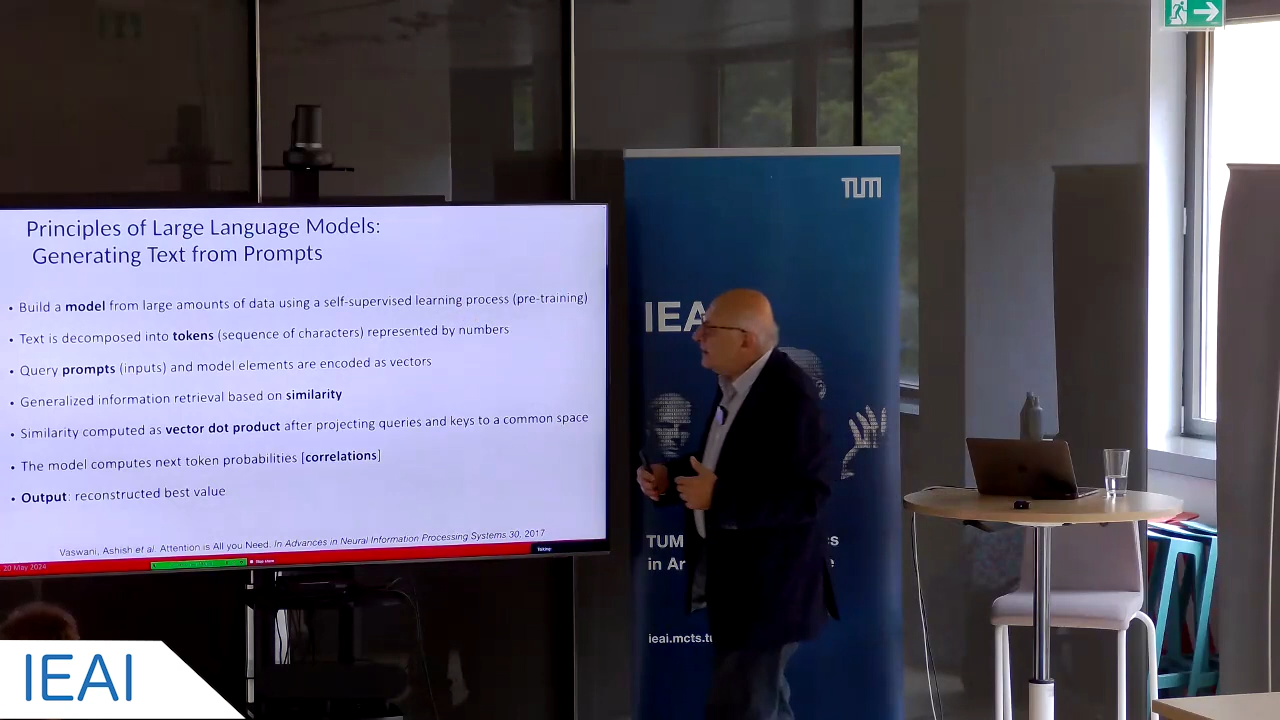 Principles of Large Language Models:
Generating Text from Prompts
• Build a model from large amounts of data using a self-supervised learning process (pre-training)
• Text is decomposed into tokens (sequence of characters) represented by numbers
• Query prompts (inputs) and model elements are encoded as vectors
• Generalized information retrieval based on similarity
• Similarity computed as vector dot product after projecting queries and keys to a common space
• The model computes next token probabilities [correlations]
• Output: reconstructed best value
Vaswani, Ashish et al. Attention is All you Need. In Advances in Neural Information Processing Systems 30, 2017
20 May 2024
Stop share
Talking:
TUM
IEA
TUM
in Ar
ieai.mcts.tu
IEAI